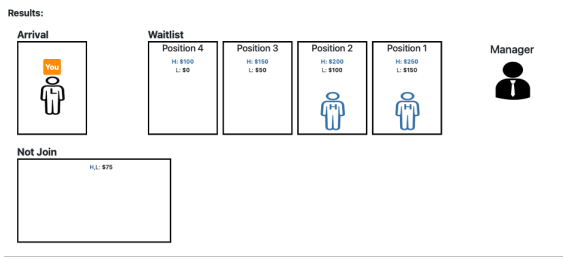 Results:
Arrival
Waitlist
You
L
Position 4
H: $100
L: $0
Position 3
H: $150
L: $50
Position 2
H: $200
L: $100
H
Position 1
H: $250
L: $150
H
Manager
Not Join
H,L: $75